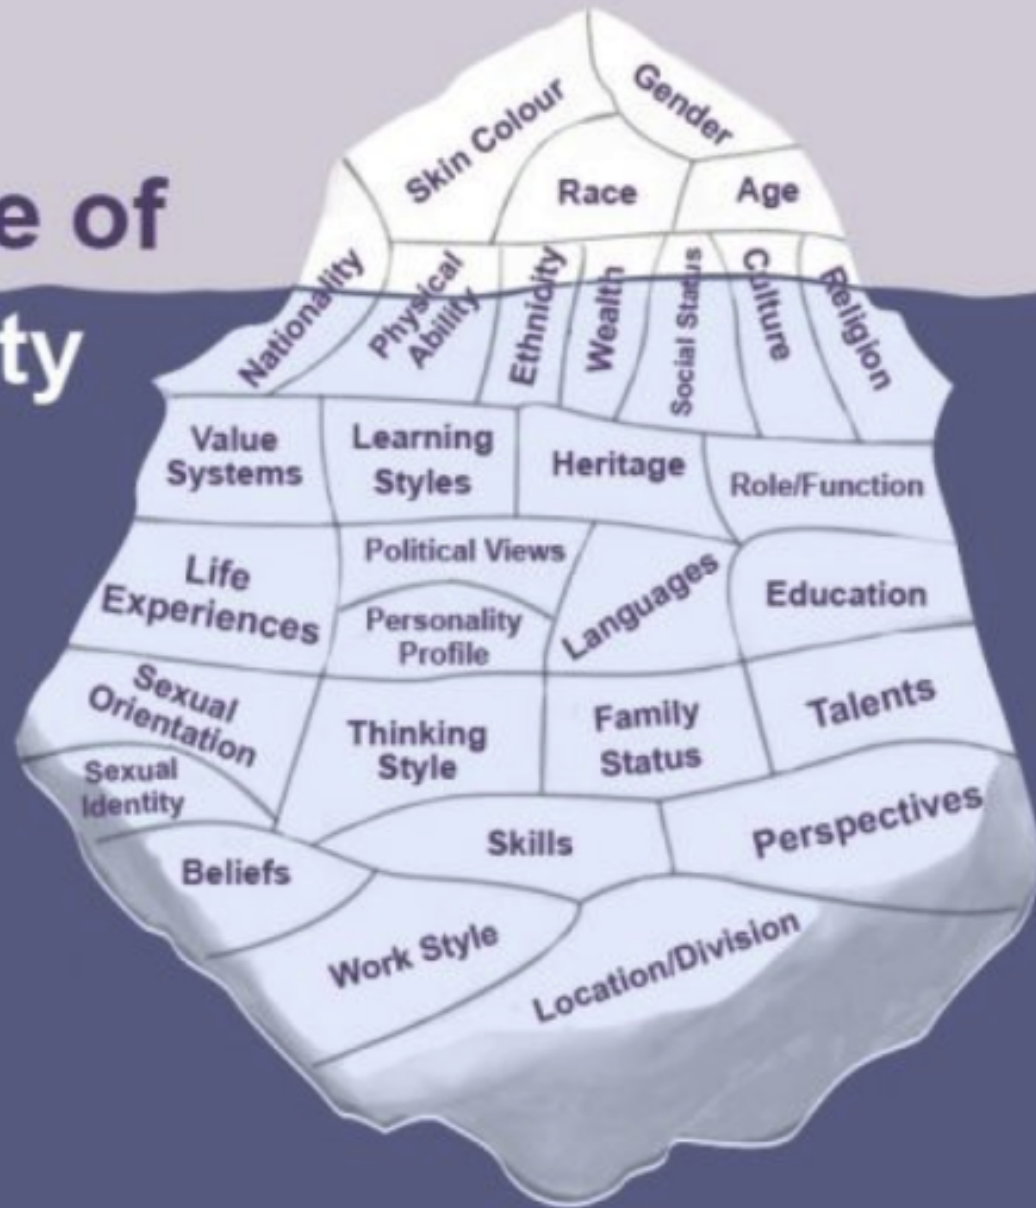 e of
ty
Skin Colour
Gender
Race
Age
Nationality
Physical
Ability
Ethnicity
Wealth
Social Status
Culture
Religion
Value
Systems
Learning
Styles
Heritage
Role/Function
Life
Experiences
Political Views
Personality
Profile
Languages
Education
Sexual
Orientation
Sexual
Identity
Thinking
Style
Family
Status
Talents
Beliefs
Skills
Perspectives
Work Style
Location/Division